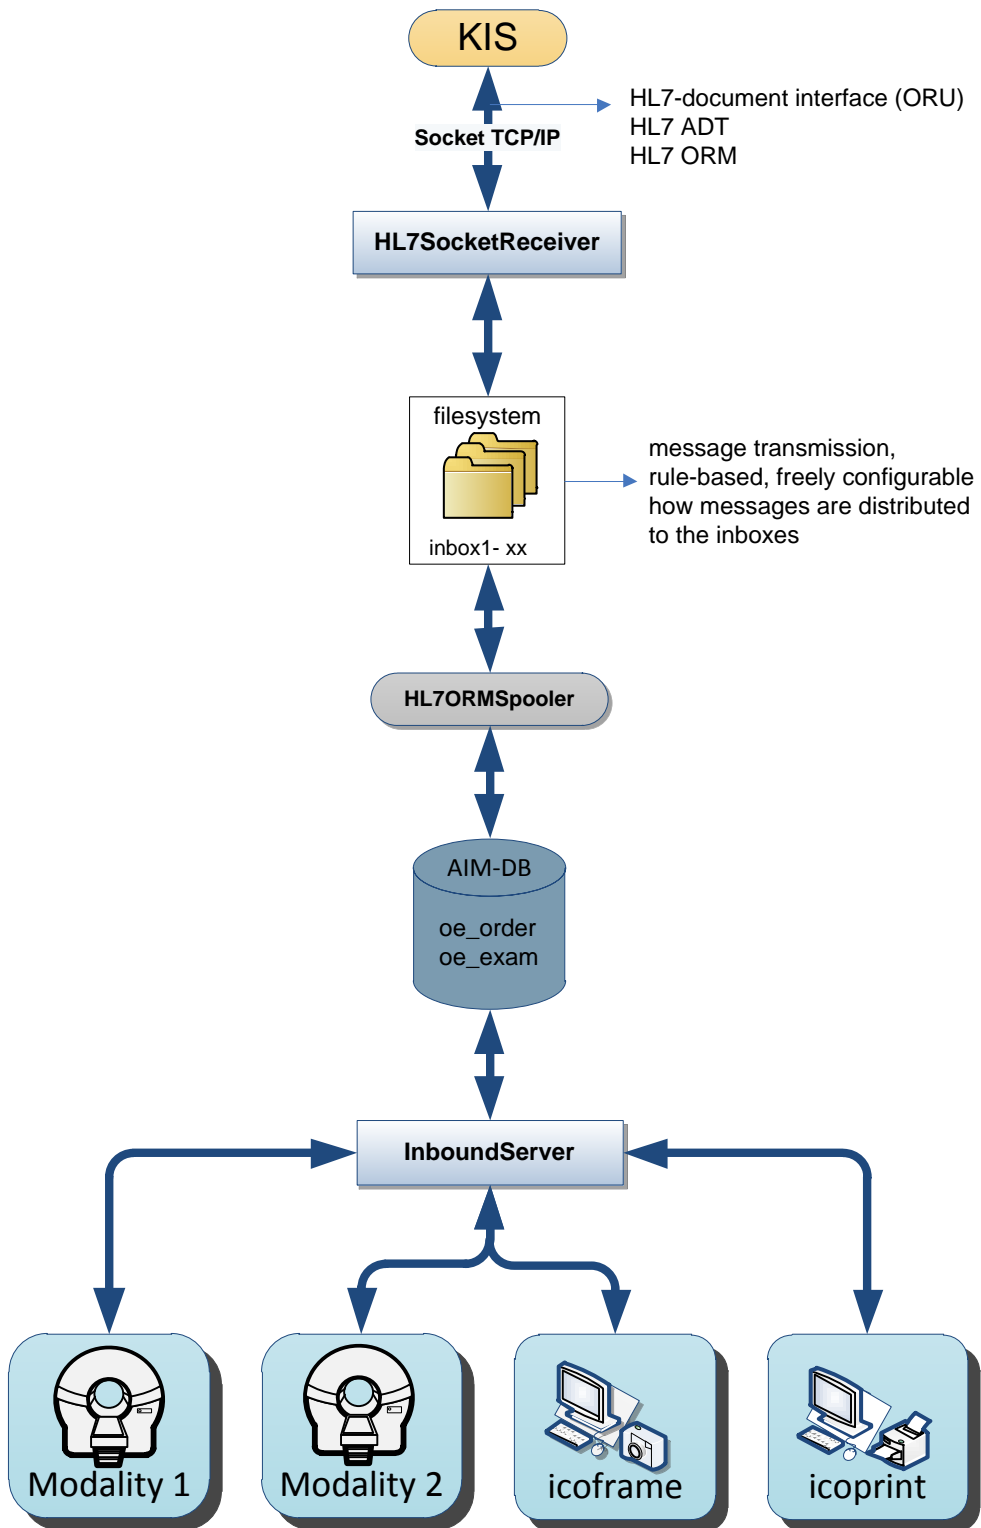 KIS
HL7-document interface (ORU)
HL7 ADT
HL7 ORM
Socket TCP/IP
HL7SocketReceiver
filesystem
inbox1- xx
message transmission,
rule-based, freely configurable
how messages are distributed
to the inboxes
HL7ORMSpooler
AIM-DB
oe_order
oe_exam
InboundServer
Modality 1
Modality 2
icoframe
icoprint